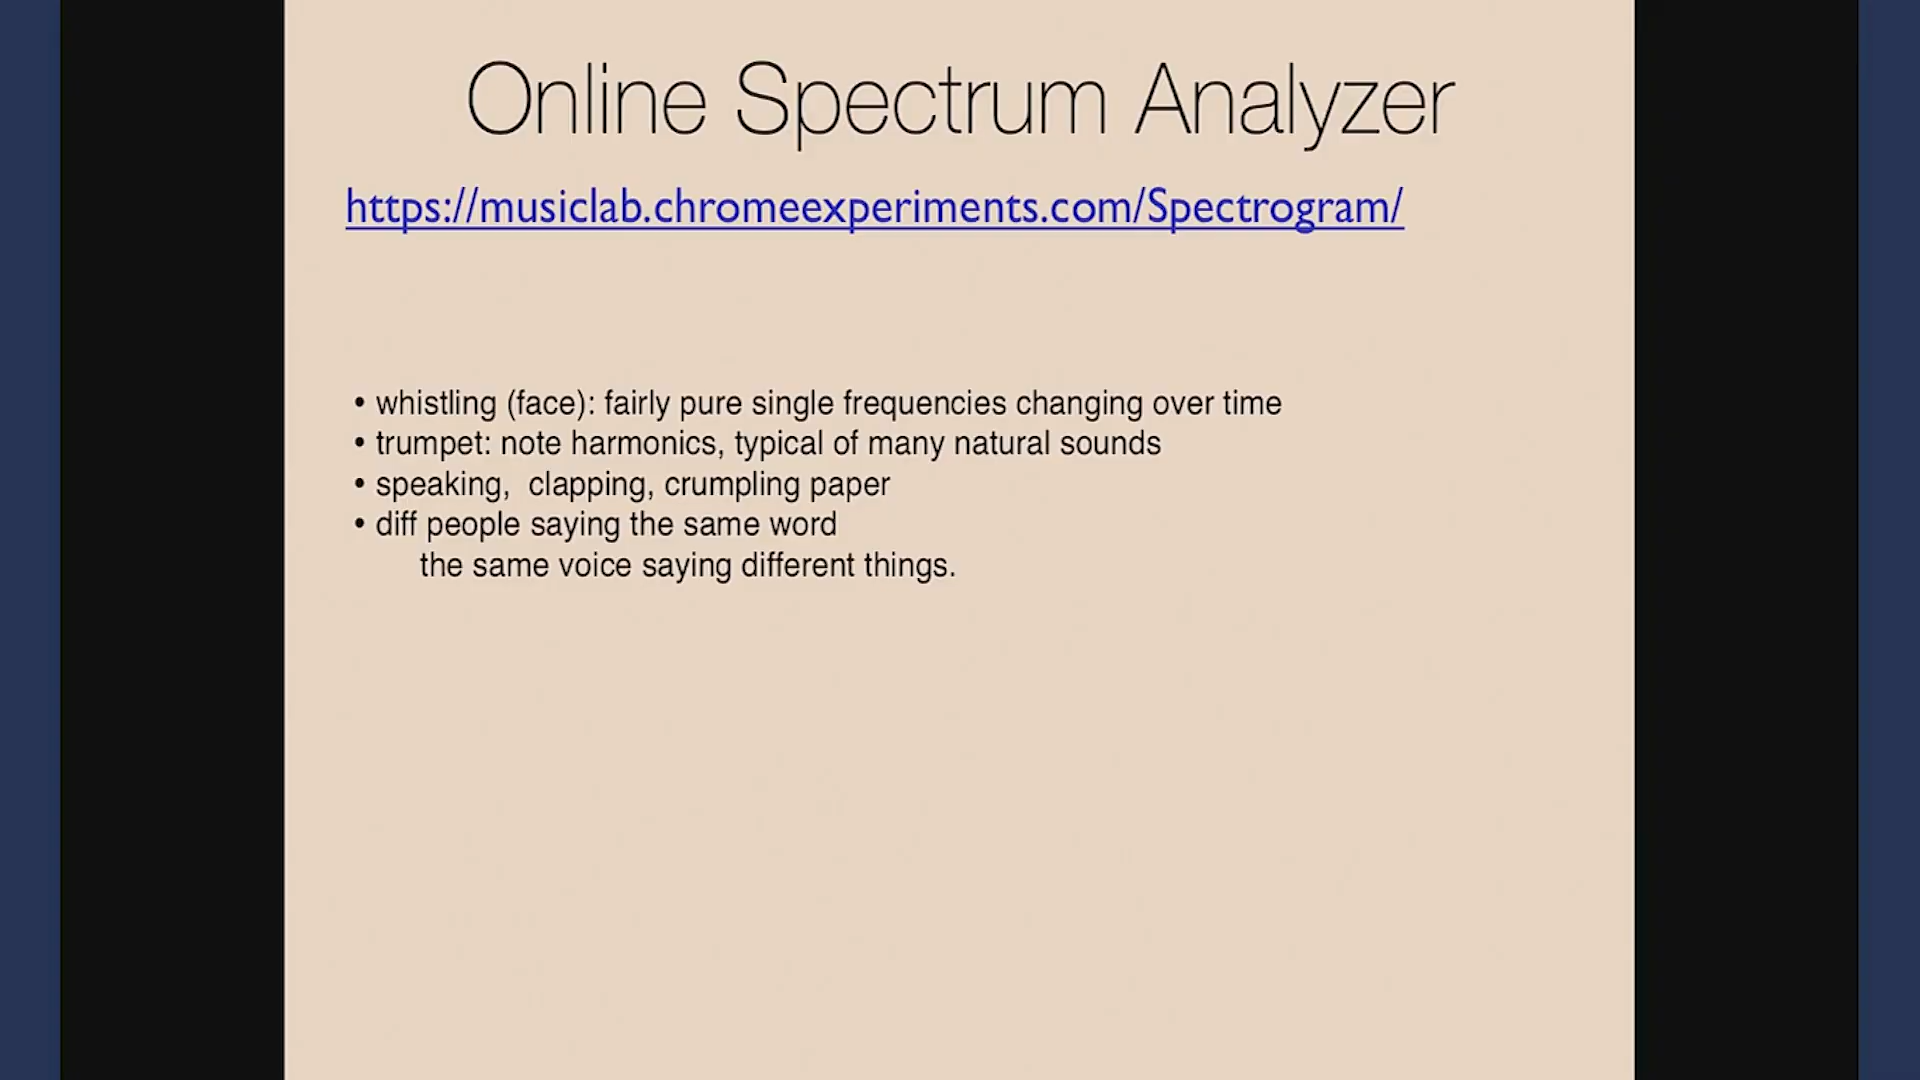 Online Spectrum Analyzer
https://musiclab.chromeexperiments.com/Spectrogram/
• whistling (face): fairly pure single frequencies changing over time
• trumpet: note harmonics, typical of many natural sounds
• speaking,  clapping, crumpling paper
• diff people saying the same word
the same voice saying different things.